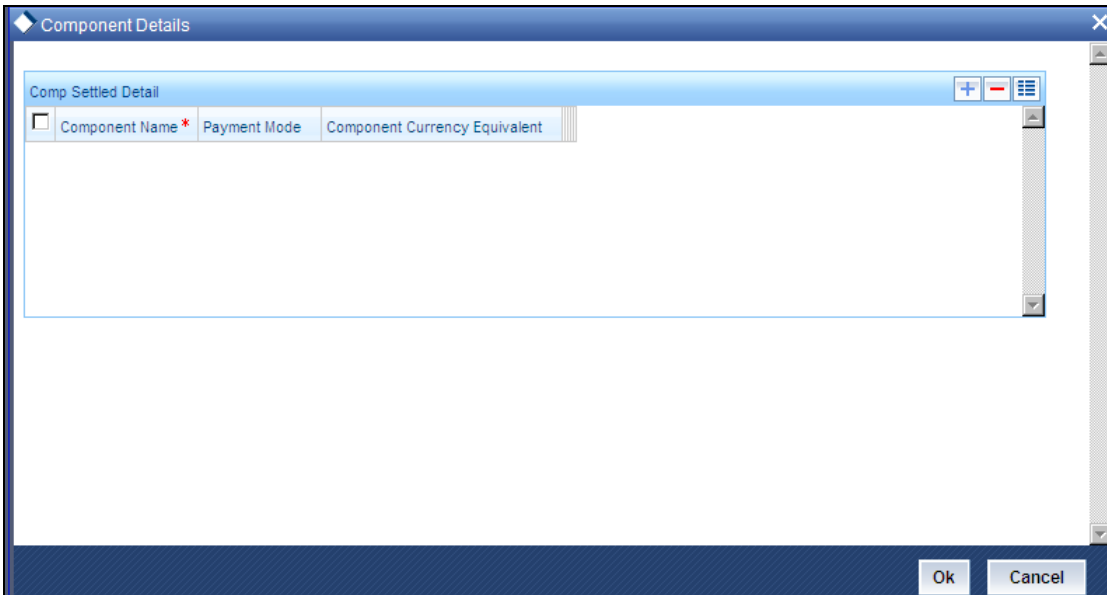 Component Details
Comp Settled Detail
Component Name * Payment Mode Component Currency Equivalent
Ok Cancel